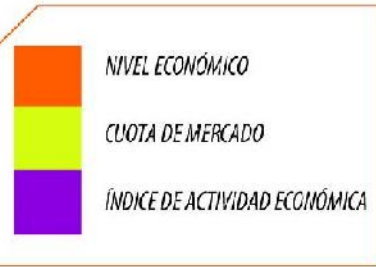 NIVEL ECONÓMICO
CUOTA DE MERCADO
ÍNDICE DE ACTIVIDAD ECONÓMICA